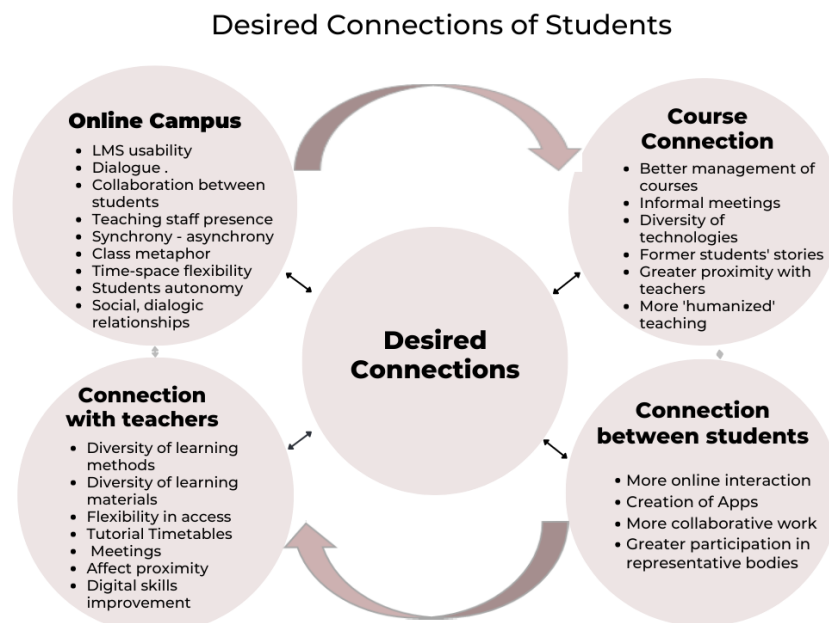 Desired Connections of Students
Online Campus
• LMS usability
• Dialogue .
• Collaboration between
students
• Teaching staff presence
• Synchrony - asynchrony
• Class metaphor
• Time-space flexibility
• Students autonomy
• Social, dialogic
relationships
Course
Connection
• Better management of
courses
• Informal meetings
• Diversity of
technologies
• Former students' stories
• Greater proximity with
teachers
• More 'humanized'
teaching
Desired
Connections
Connection
with teachers
• Diversity of learning
methods
• Diversity of learning
materials
• Flexibility in access
• Tutorial Timetables
• Meetings
• Affect proximity
• Digital skills
improvement
Connection
between students
• More online interaction
• Creation of Apps
• More collaborative work
• Greater participation in
representative bodies